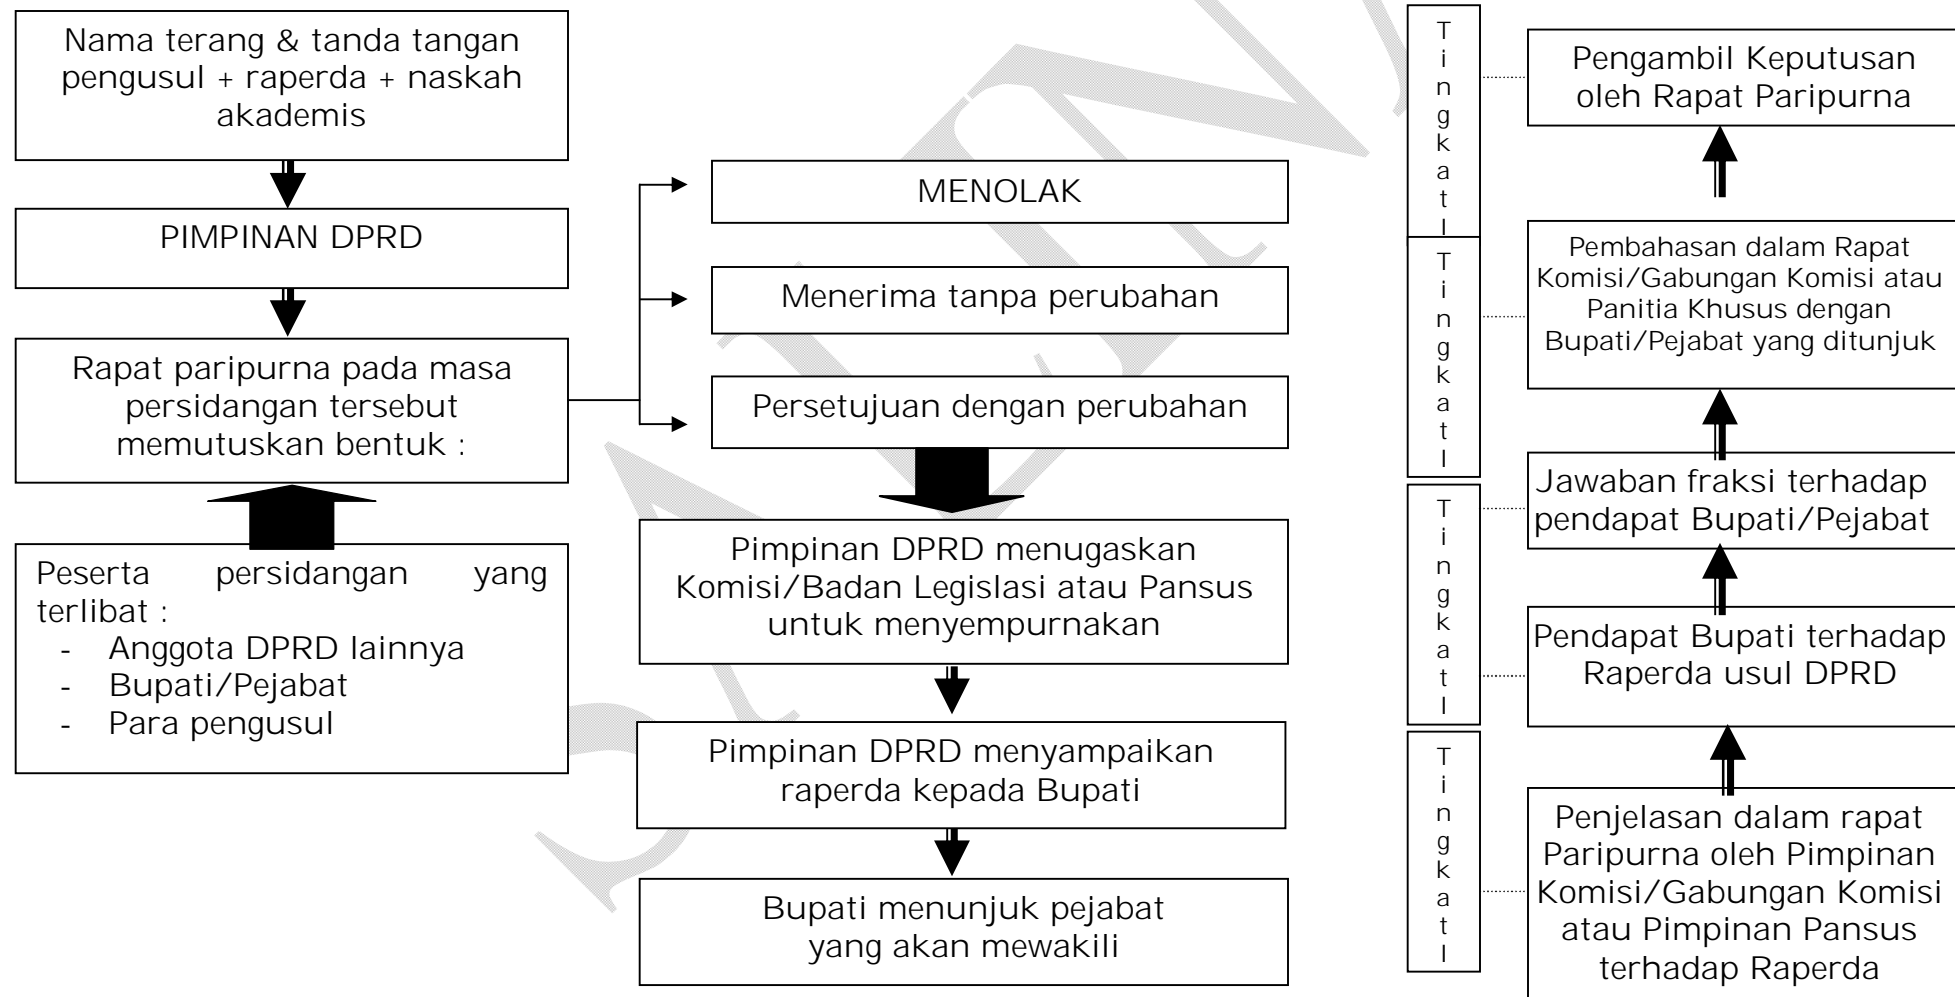 Nama terang & tanda tangan
pengusul + raperda + naskah
akademis
PIMPINAN DPRD
Rapat paripurna pada masa
persidangan tersebut
memutuskan bentuk :
Peserta persidangan yang
terlibat :
- Anggota DPRD lainnya
- Bupati/Pejabat
- Para pengusul
MENOLAK
Menerima tanpa perubahan
Persetujuan dengan perubahan
Pimpinan DPRD menugaskan
Komisi/Badan Legislasi atau Pansus
untuk menyempurnakan
Pimpinan DPRD menyampaikan
raperda kepada Bupati
Bupati menunjuk pejabat
yang akan mewakili
TingkatI
Pengambil Keputusan
oleh Rapat Paripurna
TingkatI
Pembahasan dalam Rapat
Komisi/Gabungan Komisi atau
Panitia Khusus dengan
Bupati/Pejabat yang ditunjuk
TingkatI
Jawaban fraksi terhadap
pendapat Bupati/Pejabat
Pendapat Bupati terhadap
Raperda usul DPRD
TingkatI
Penjelasan dalam rapat
Paripurna oleh Pimpinan
Komisi/Gabungan Komisi
atau Pimpinan Pansus
terhadap Raperda